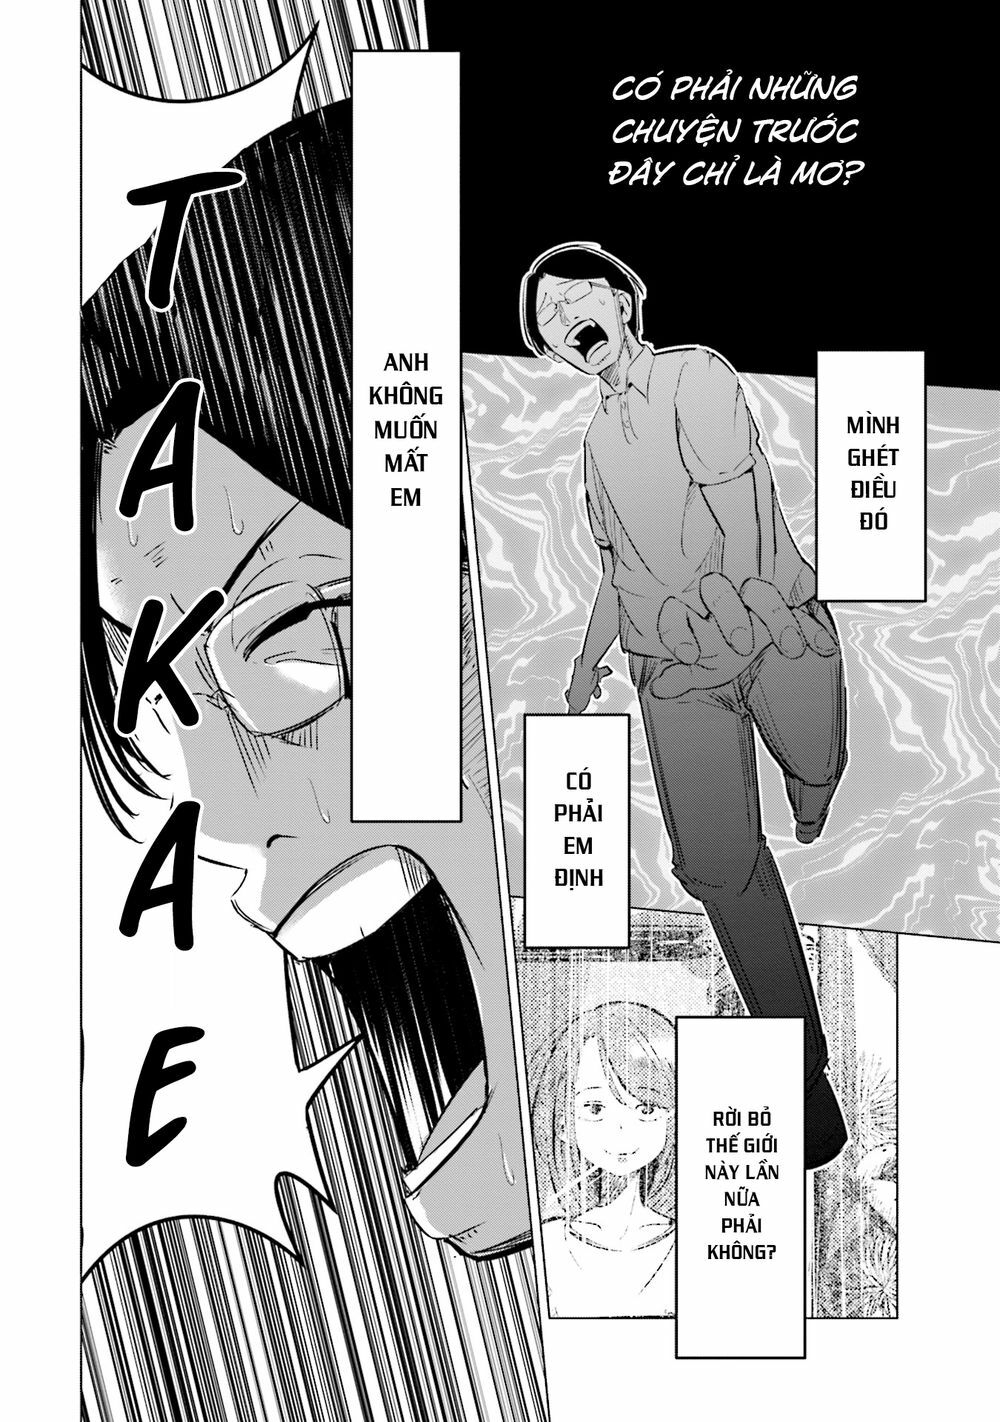 CÓ PHẢI NHỮNG
CHUYỆN TRƯỚC
ĐÂY CHỈ LÀ MƠ?
MÌNH
GHÉT
ĐIỀU
ĐÓ
CÓ
PHẢI
EM
ĐỊNH
RỜI BỎ
THẾ GIỚI
NÀY LẦN
NỮA
PHẢI
KHÔNG?
ANH
KHÔNG
MUỐN
MẤT
EM
T
A
K
A
E